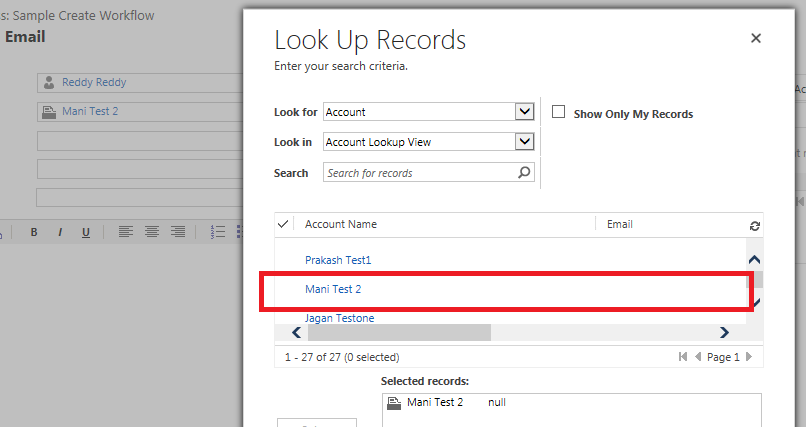 s: Sample Create Workflow
Email
Reddy Reddy
Mani Test 2
B I U
Look Up Records
Enter your search criteria.
Look for Account
Show Only My Records
Look in Account Lookup View
Search Search for records
Account Name Email
Prakash Test1
Mani Test 2
Jagan Testone
1 - 27 of 27 (0 selected) Page 1
Selected records:
Mani Test 2 null